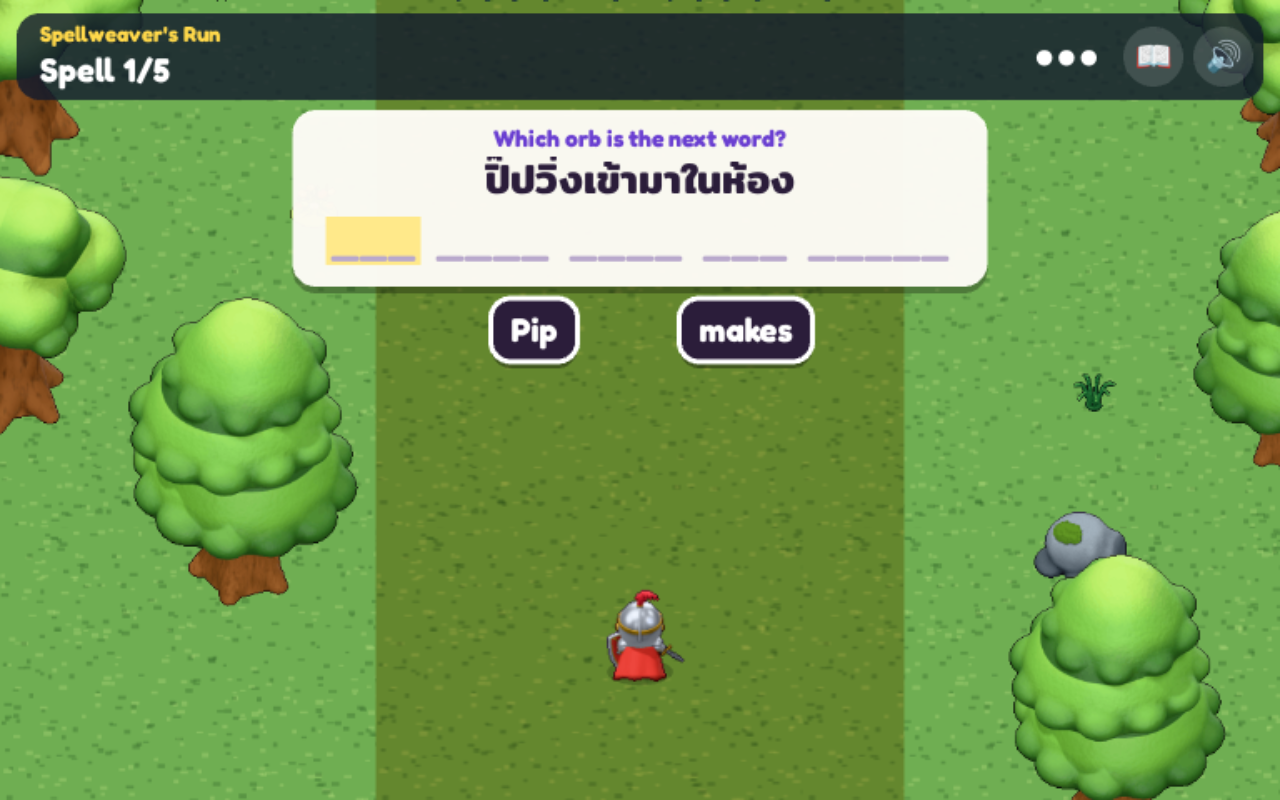 Spellweaver's Run
Spell 1/5
Which orb is the next word?
ปิ๊ปวิ่งเข้ามาในห้อง
Pip
makes